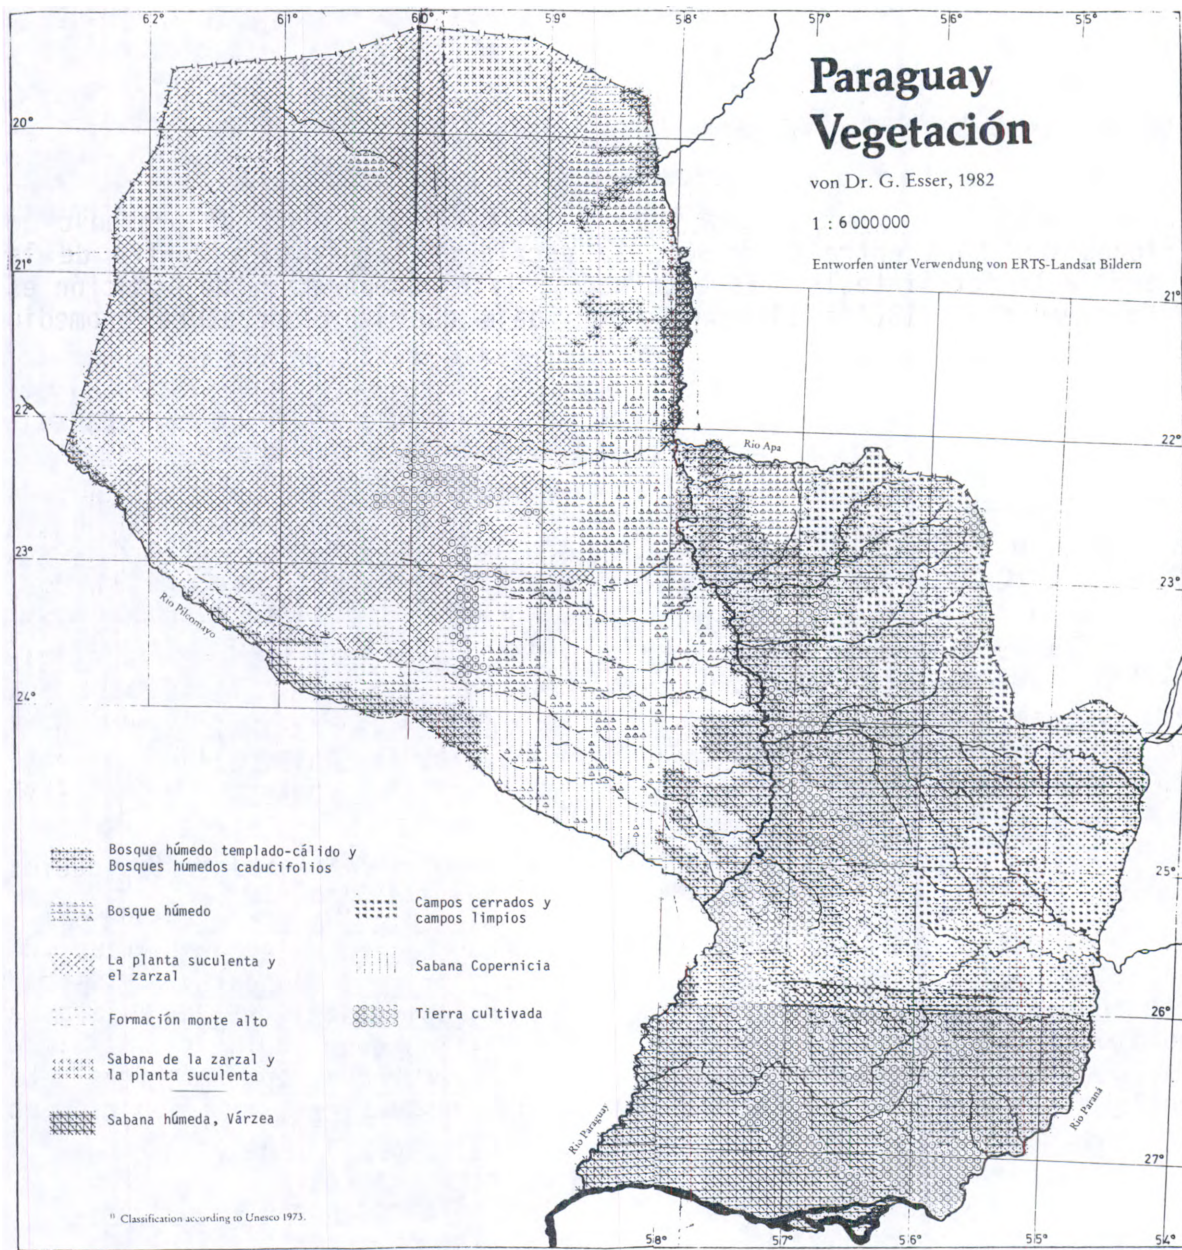 62° 61° 60° 59° 58° 57° 56° 55°
Paraguay
Vegetación
von Dr. G. Esser, 1982
1 : 6 000 000
Entworfen unter Verwendung von ERTS-Landsat Bildern
20°
21°
21°
22°
22°
Rio Apa
23°
23°
Rio Pilcomayo
24°
25°
26°
27°
Rio Paraguay
Rio Paraná
Bosque húmedo templado-cálido y
Bosques húmedos caducifolios
Bosque húmedo
La planta suculenta y
el zarzal
Formación monte alto
Sabana de la zarzal y
la planta suculenta
Sabana húmeda, Várzea
Campos cerrados y
campos limpios
Sabana Copernicia
Tierra cultivada
Classification according to Unesco 1973.
58° 57° 56° 55° 54°